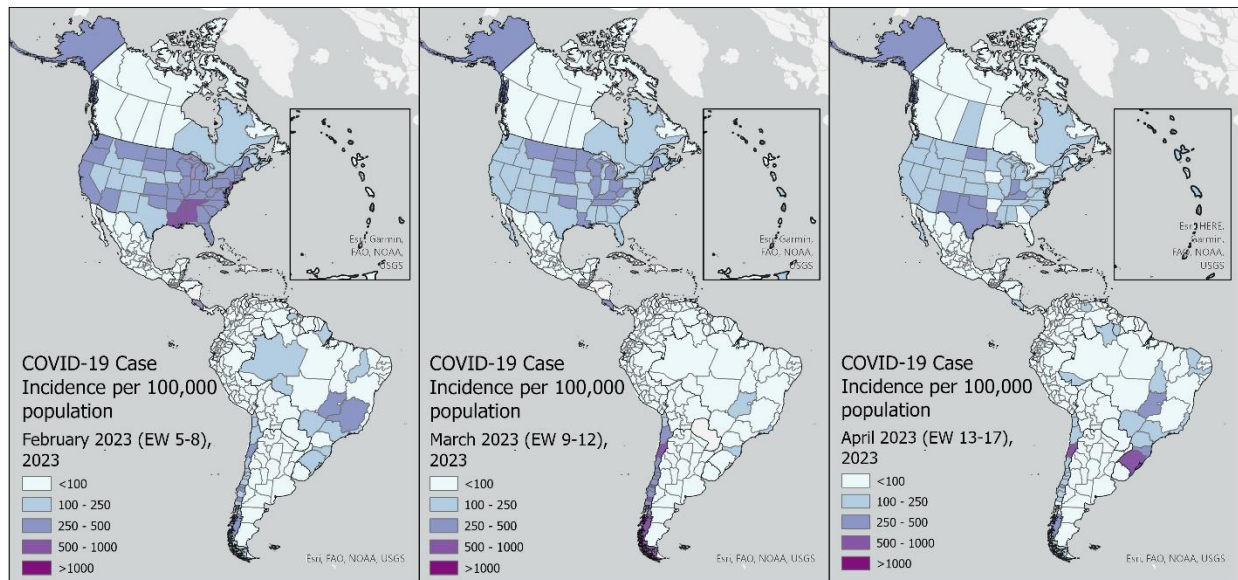 Esri, Garmin,
FAO, NOAA,
USGS
COVID-19 Case
Incidence per 100,000
population
February 2023 (EW 5-8),
2023
<100
100 - 250
250 - 500
500 - 1000
>1000
Esri, FAO, NOAA, USGS
Esri, Garmin,
FAO, NOAA,
USGS
COVID-19 Case
Incidence per 100,000
population
March 2023 (EW 9-12),
2023
<100
100 - 250
250 - 500
500 - 1000
>1000
Esri, FAO, NOAA, USGS
Esri, HERE,
Garmin,
FAO, NOAA,
USGS
COVID-19 Case
Incidence per 100,000
population
April 2023 (EW 13-17),
2023
<100
100 - 250
250 - 500
500 - 1000
>1000
Esri, FAO, NOAA, USGS